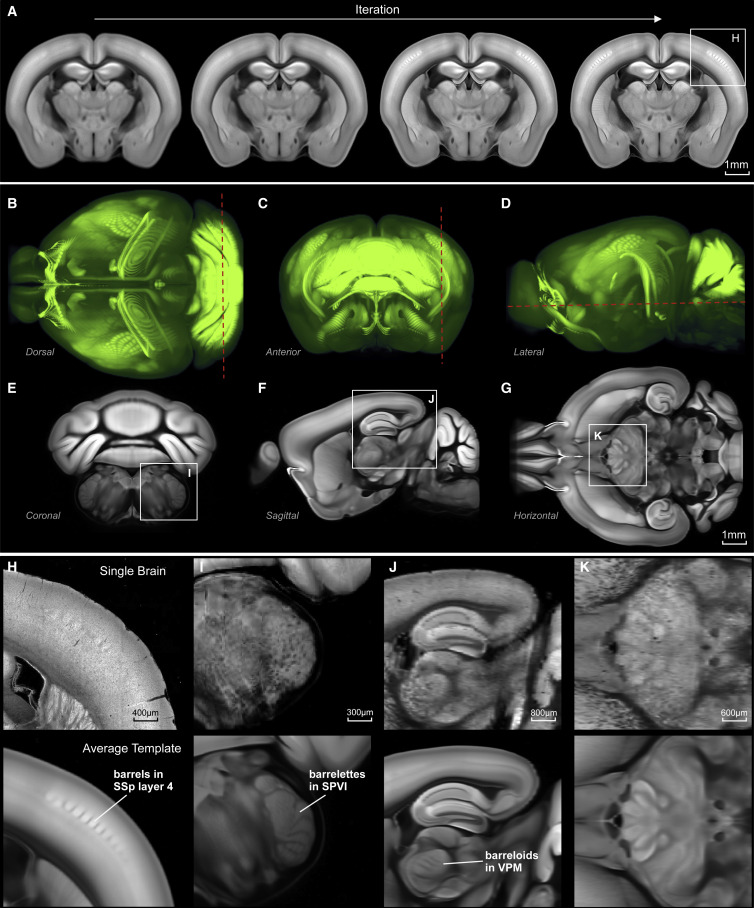 A
Iteration
H
1mm
B
C
D
Dorsal
Anterior
Lateral
E
F
G
J
K
I
Coronal
Sagittal
Horizontal
1mm
H
Single Brain
I
J
K
400µm
300µm
800µm
600µm
Average Template
barrels in
SSp layer 4
barrelettes
in SPVI
barreloids
in VPM